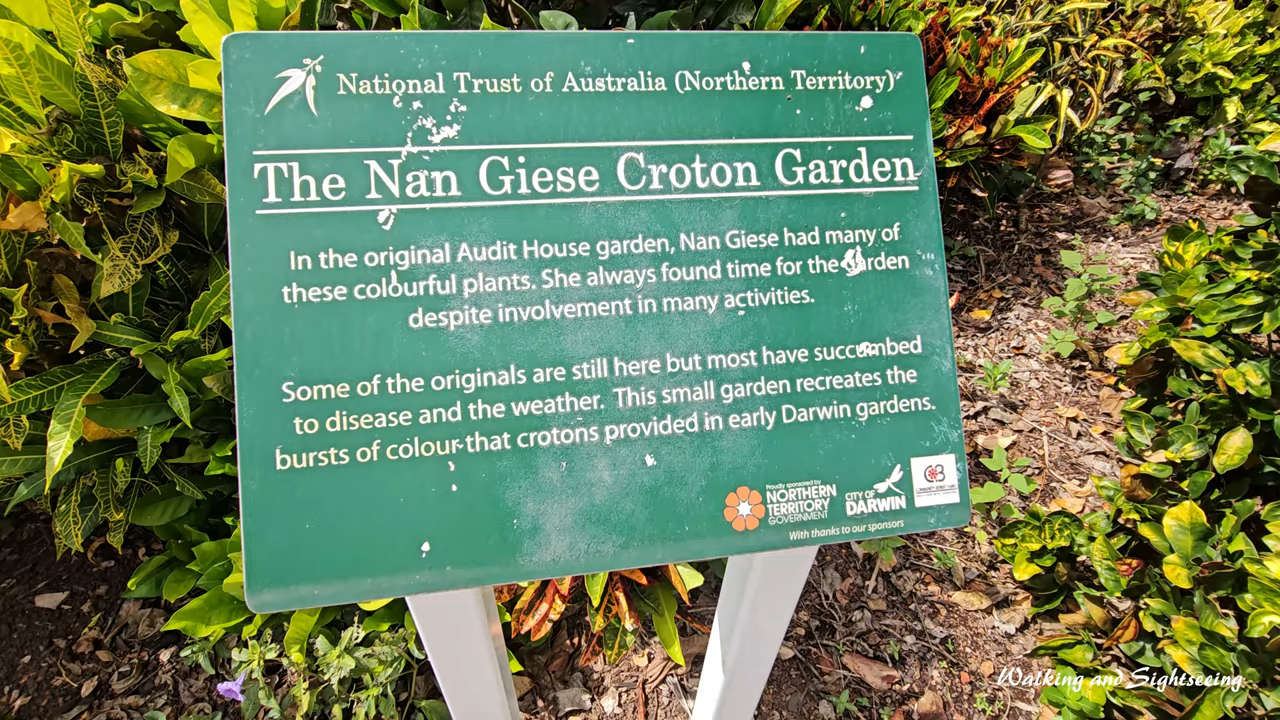 National Trust of Australia (Northern Territory)
The Nan Giese Croton Garden
In the original Audit House garden, Nan Giese had many of
these colourful plants. She always found time for the garden
despite involvement in many activities.
Some of the originals are still here but most have succumbed
to disease and the weather. This small garden recreates the
bursts of colour that crotons provided in early Darwin gardens.
Proudly sponsored by
NORTHERN
TERRITORY
GOVERNMENT
CITY OF
DARWIN
With thanks to our sponsors
Walking and Sightseeing